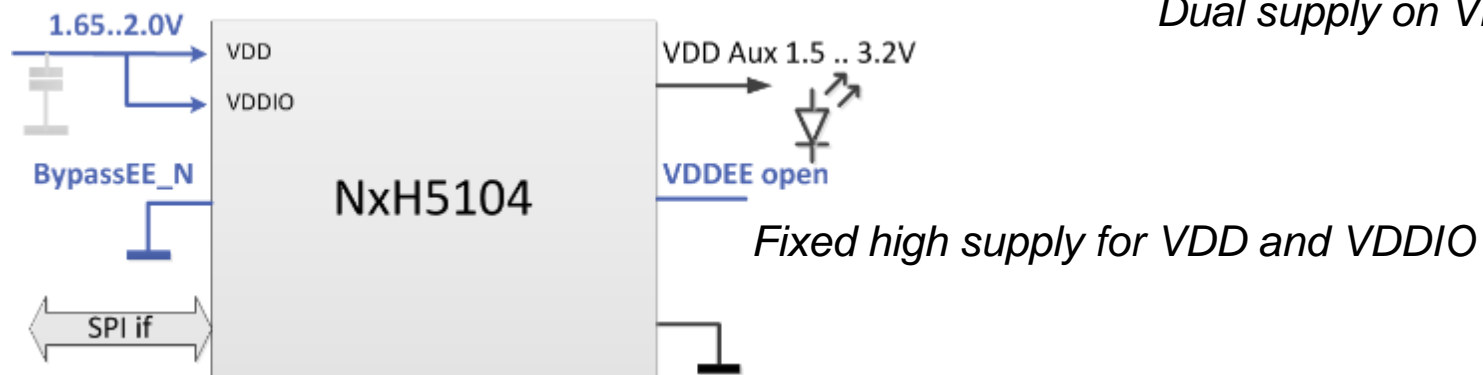 Dual supply on
1.65..2.0V
VDD
VDD Aux 1.5 .. 3.2V
VDDIO
BypassEE_N
VDDEE open
NxH5104
Fixed high supply for VDD and VDDIO
SPI if